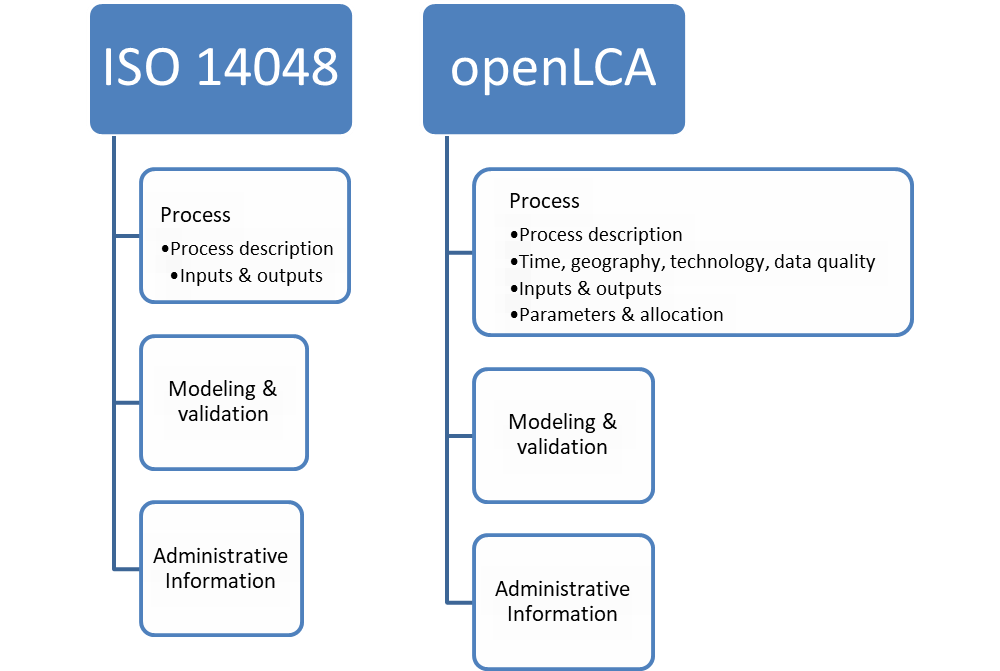 ISO 14048
Process
•Process description
•Inputs & outputs
Modeling &
validation
Administrative
Information
openLCA
Process
•Process description
•Time, geography, technology, data quality
•Inputs & outputs
•Parameters & allocation
Modeling &
validation
Administrative
Information